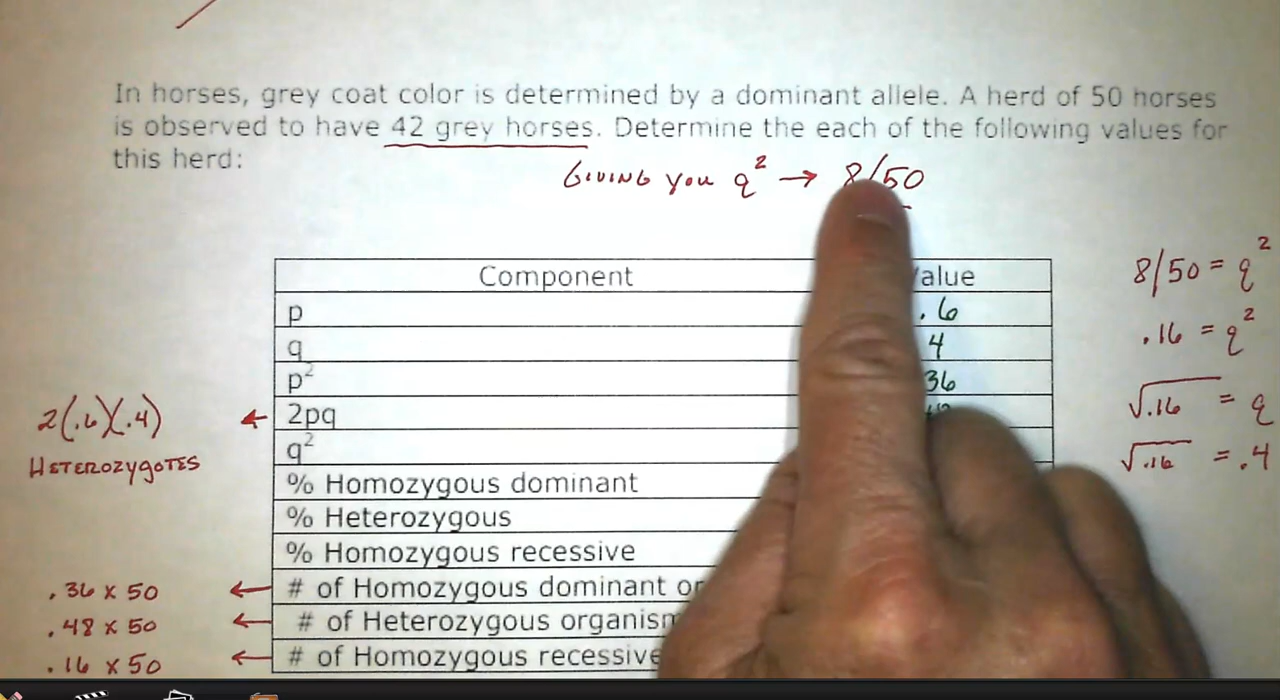 In horses, grey coat color is determined by a dominant allele. A herd of 50 horses
is observed to have 42 grey horses. Determine the each of the following values for
this herd:
GIVING YOU q² → 8/50
Component
alue
p
.6
q
4
p²
36
2pq
q²
% Homozygous dominant
% Heterozygous
% Homozygous recessive
# of Homozygous dominant or
# of Heterozygous organism
# of Homozygous recessive
2(.6)(.4)
HETEROZYGOTES
.36 x 50
.48 x 50
.16 x 50
8/50 = q²
.16 = q²
√.16 = q
√.16 = .4